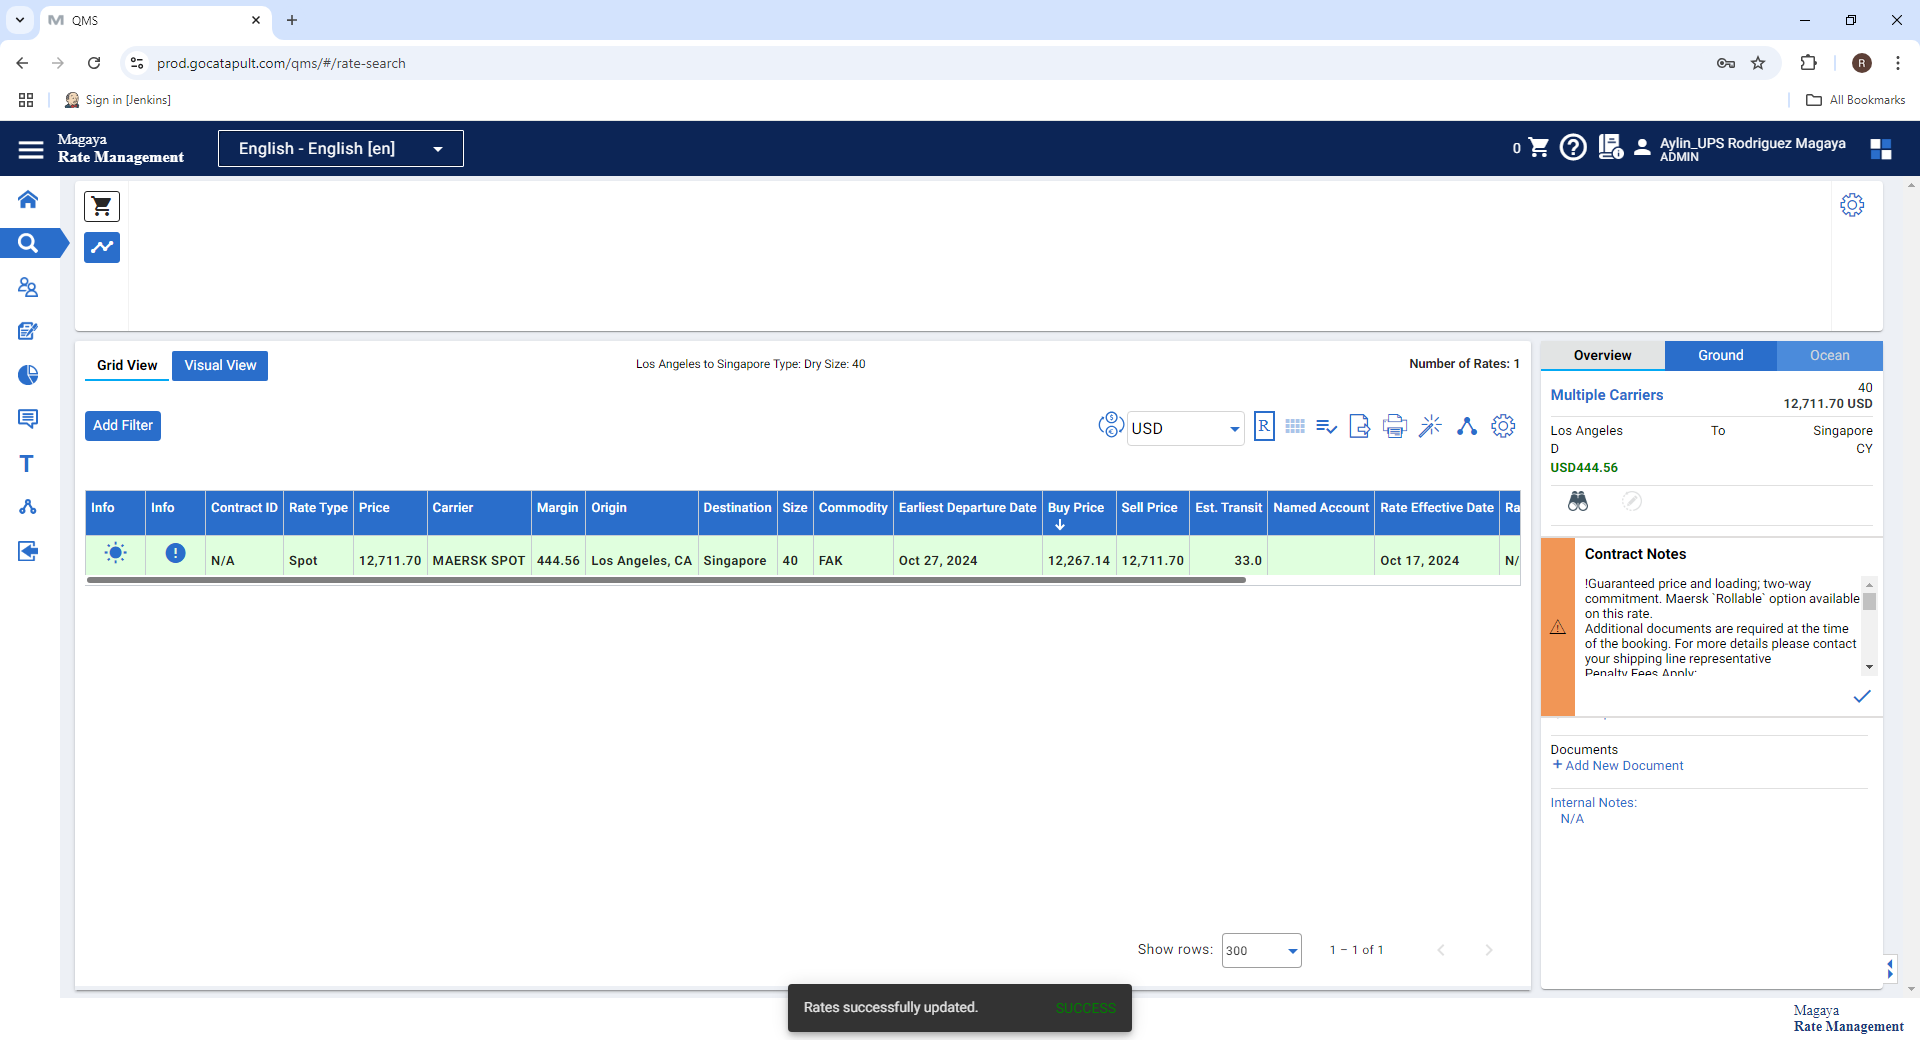 QMS
prod.gocatapult.com/qms/#/rate-search
R
Sign in [Jenkins]
All Bookmarks
Magaya
Rate Management
English - English [en]
0
Aylin_UPS Rodriguez Magaya
ADMIN
Grid View
Visual View
Los Angeles to Singapore Type: Dry Size: 40
Number of Rates: 1
Add Filter
USD
R
Info Info Contract ID Rate Type Price Carrier Margin Origin Destination Size Commodity Earliest Departure Date Buy Price Sell Price Est. Transit Named Account Rate Effective Date Ra
N/A Spot 12,711.70 MAERSK SPOT 444.56 Los Angeles, CA Singapore 40 FAK Oct 27, 2024 12,267.14 12,711.70 33.0 Oct 17, 2024 N/
Show rows: 300 1 – 1 of 1
Overview Ground Ocean
Multiple Carriers
40
12,711.70 USD
Los Angeles To Singapore
D CY
USD444.56
Contract Notes
!Guaranteed price and loading; two-way
commitment. Maersk `Rollable` option available
on this rate.
Additional documents are required at the time
of the booking. For more details please contact
your shipping line representative
Penalty Fees Apply:
Documents
+ Add New Document
Internal Notes:
N/A
Rates successfully updated. SUCCESS
Magaya
Rate Management